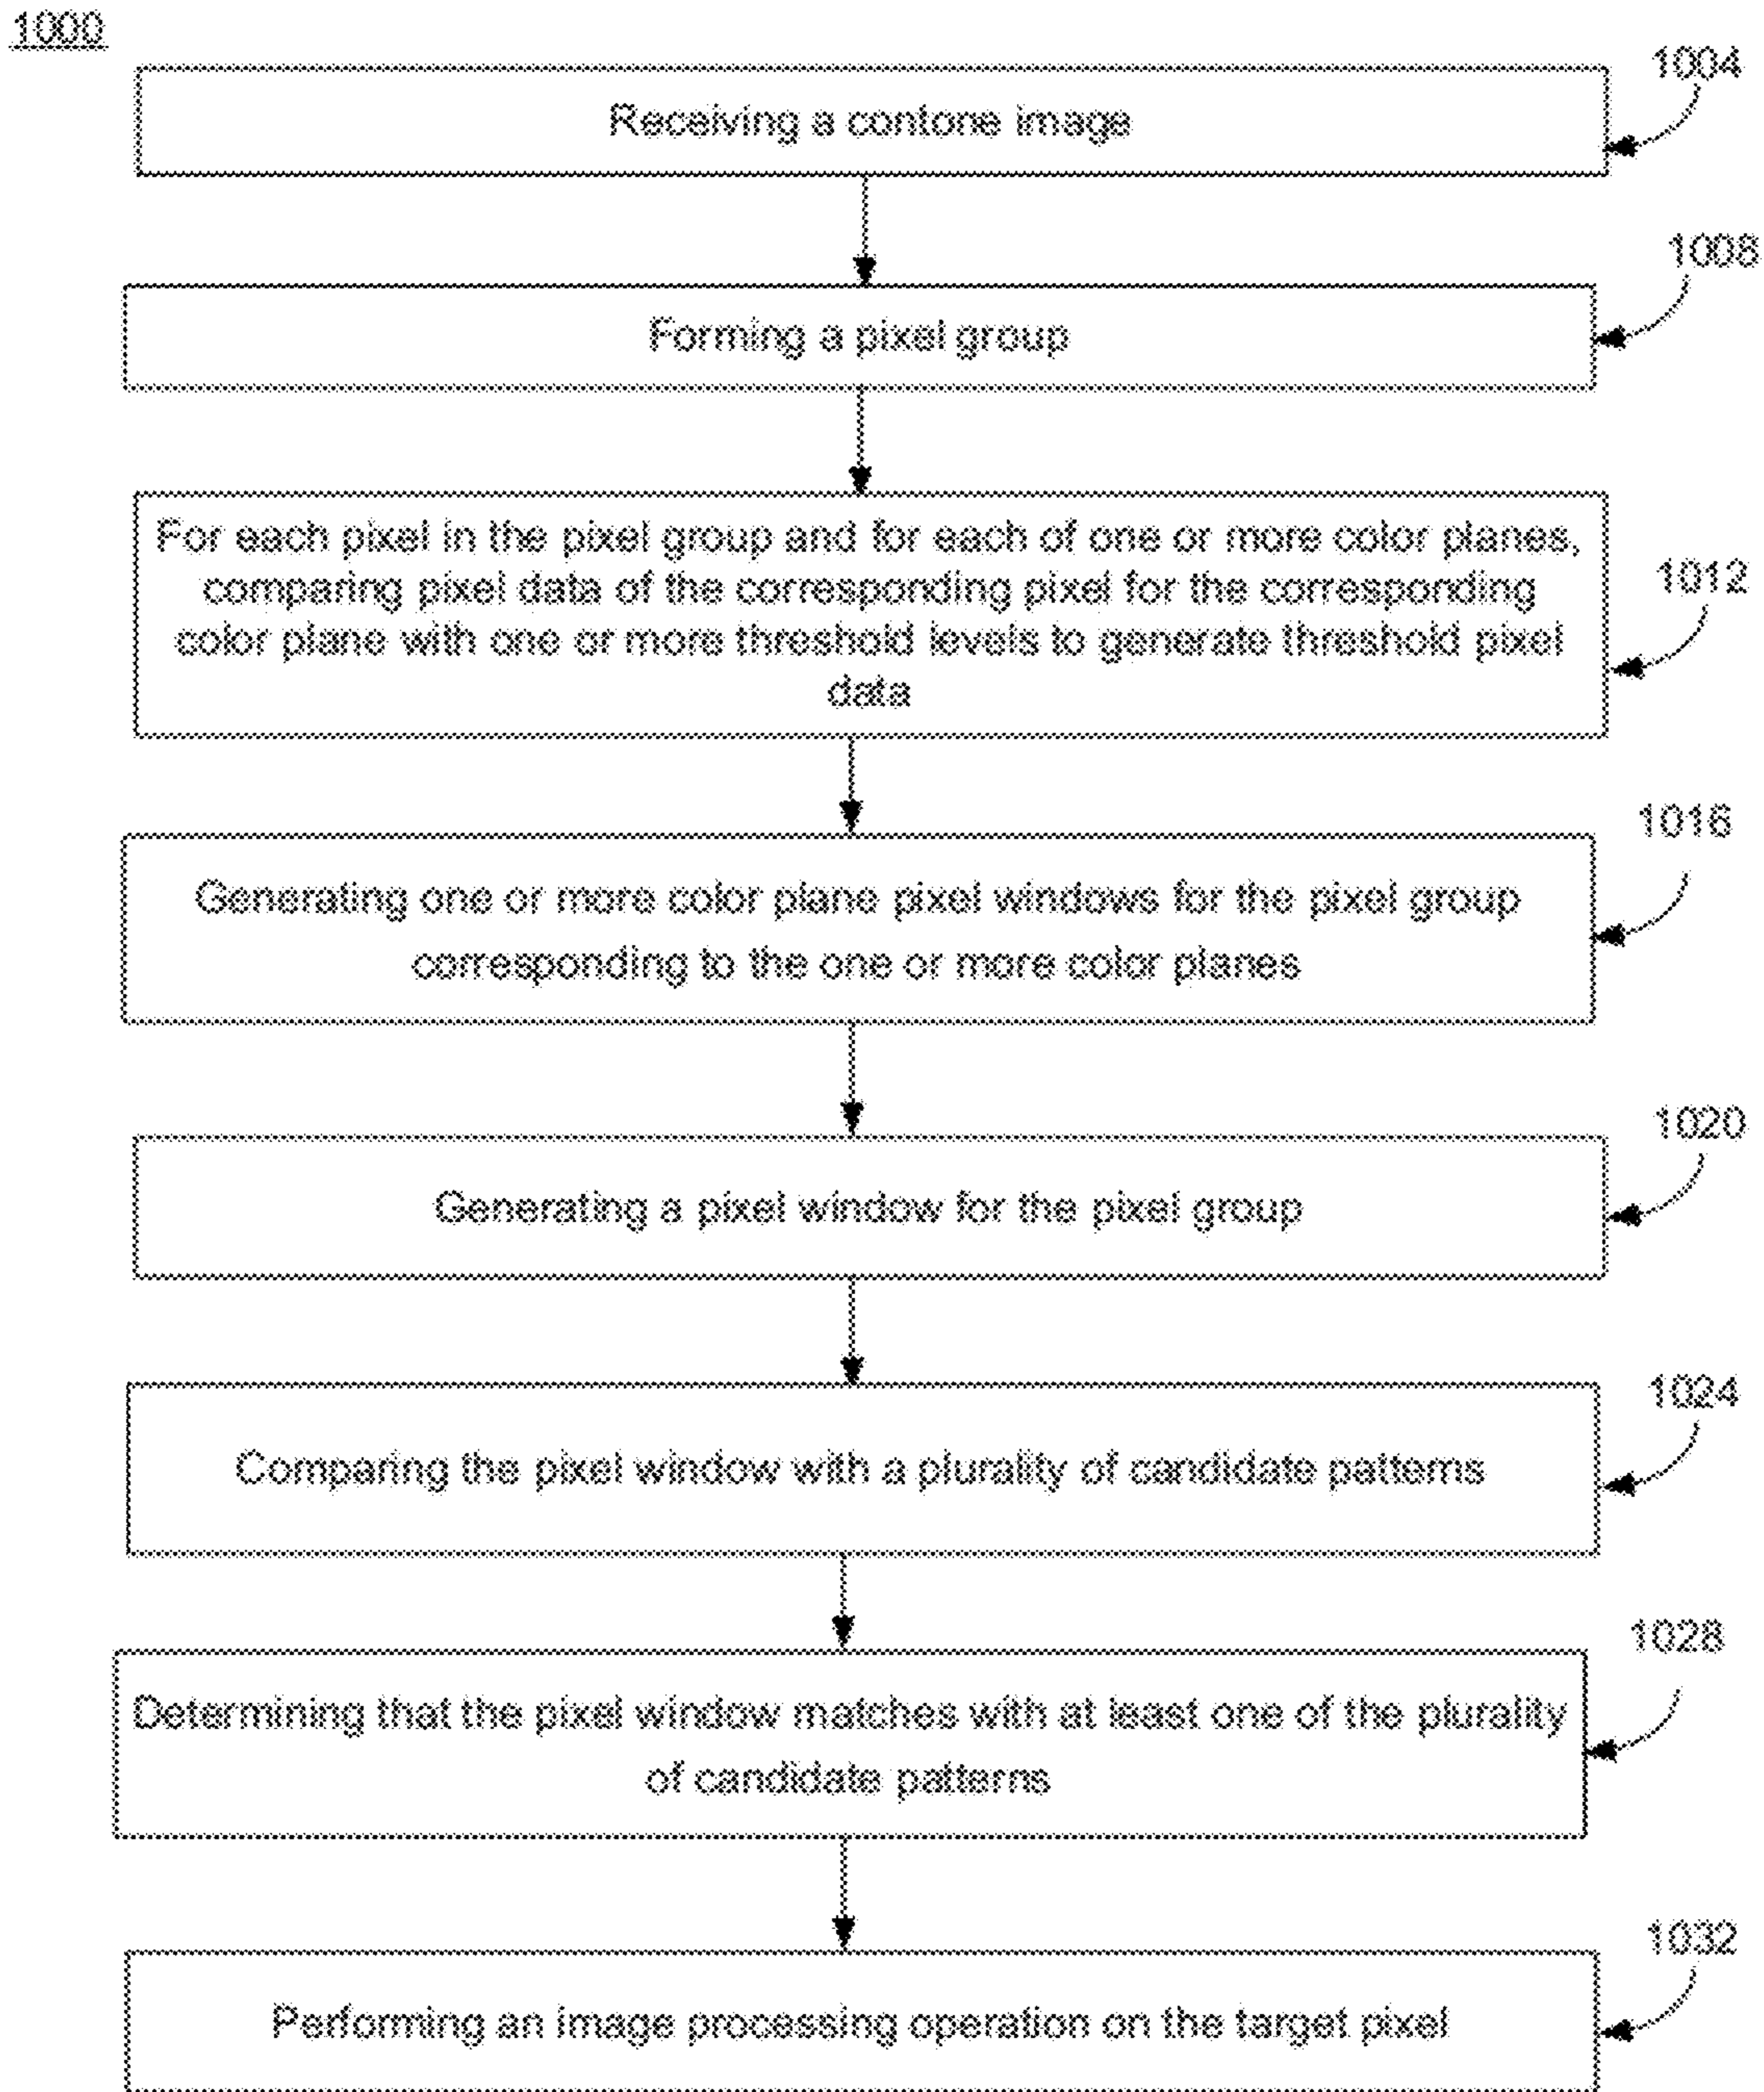 1000
1004
Receiving a contone image
1008
Forming a pixel group
For each pixel in the pixel group and for each of one or more color planes,
comparing pixel data of the corresponding pixel for the corresponding
color plane with one or more threshold levels to generate threshold pixel
data
1012
1016
Generating one or more color plane pixel windows for the pixel group
corresponding to the one or more color planes
1020
Generating a pixel window for the pixel group
1024
Comparing the pixel window with a plurality of candidate patterns
1028
Determining that the pixel window matches with at least one of the plurality
of candidate patterns
1032
Performing an image processing operation on the target pixel